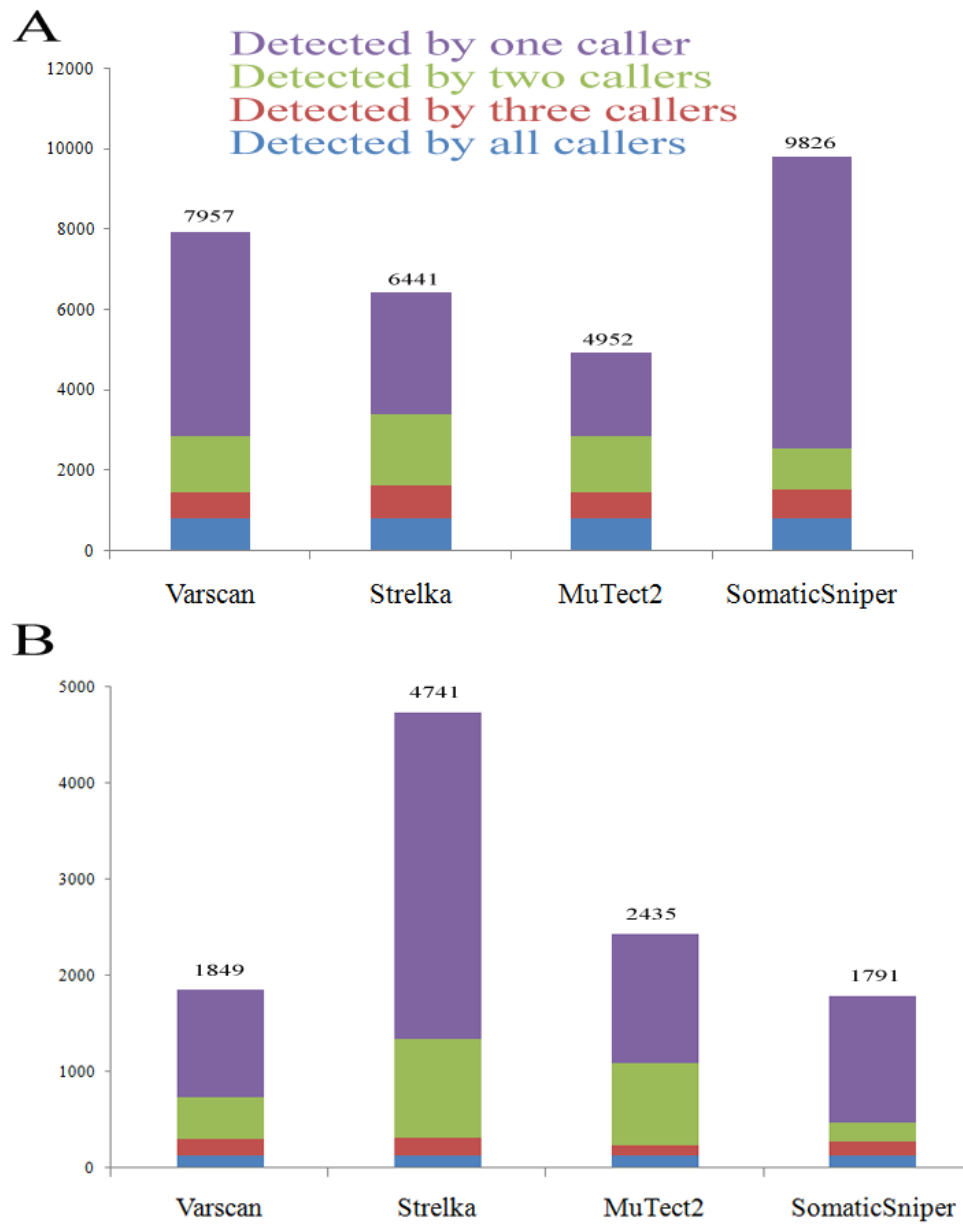 A
Detected by one caller
Detected by two callers
Detected by three callers
Detected by all callers
12000
10000
8000
6000
4000
2000
0
7957
6441
4952
9826
Varscan
Strelka
MuTect2
SomaticSniper
B
5000
4000
3000
2000
1000
0
1849
4741
2435
1791
Varscan
Strelka
MuTect2
SomaticSniper